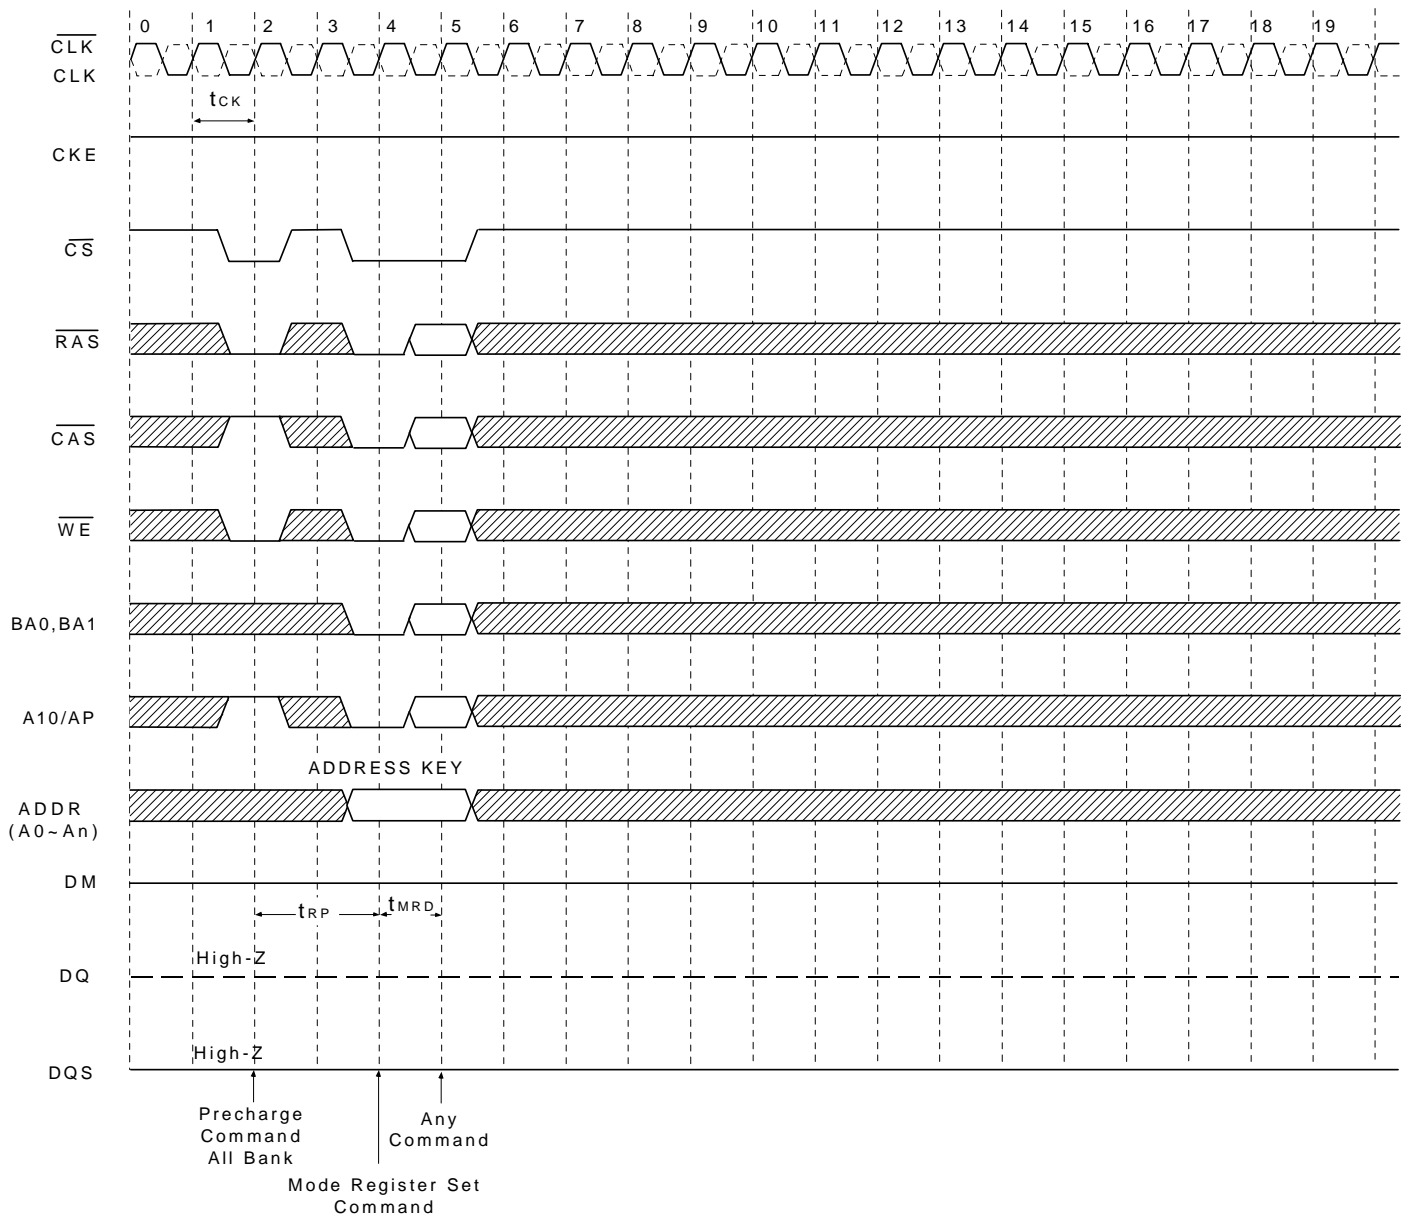 0 1 2 3 4 5 6 7 8 9 10 11 12 13 14 15 16 17 18 19
CLK
CLK
tCK
CKE
CS
RAS
CAS
WE
BA0,BA1
A10/AP
ADDRESS KEY
ADDR
(A0~An)
DM
tRP tMRD
High-Z
DQ
High-Z
DQS
Precharge
Command
All Bank
Any
Command
Mode Register Set
Command